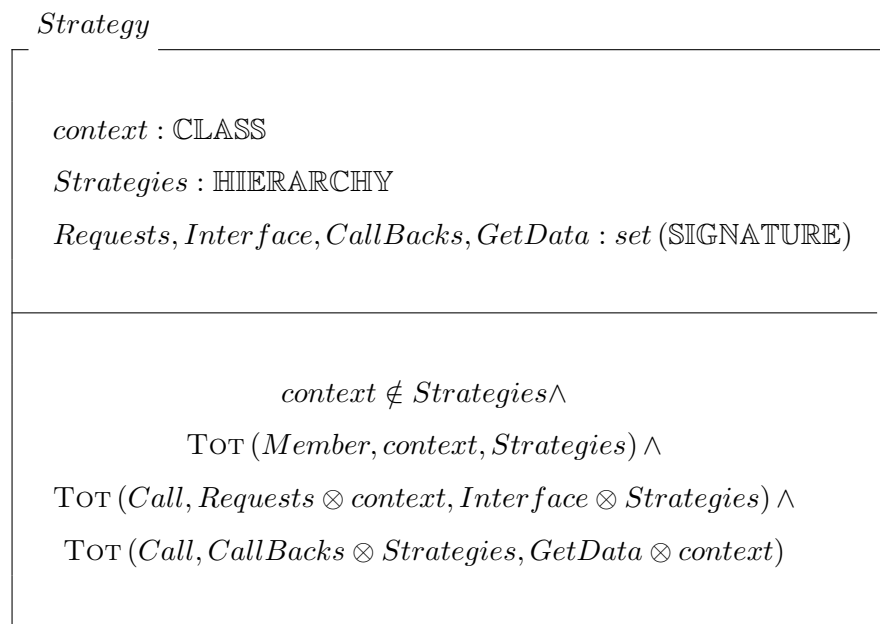 Strategy
context : ℂ𝕃𝔸𝕊𝕊
Strategies : ℍ𝕀𝔼ℝ𝔸ℝℂℍ𝕐
Requests, Interface, CallBacks, GetData : set (𝕊𝕀𝔾ℕ𝔸𝕋𝕌ℝ𝔼)
context ∉ Strategies∧
TOT (Member, context, Strategies) ∧
TOT (Call, Requests ⊗ context, Interface ⊗ Strategies) ∧
TOT (Call, CallBacks ⊗ Strategies, GetData ⊗ context)